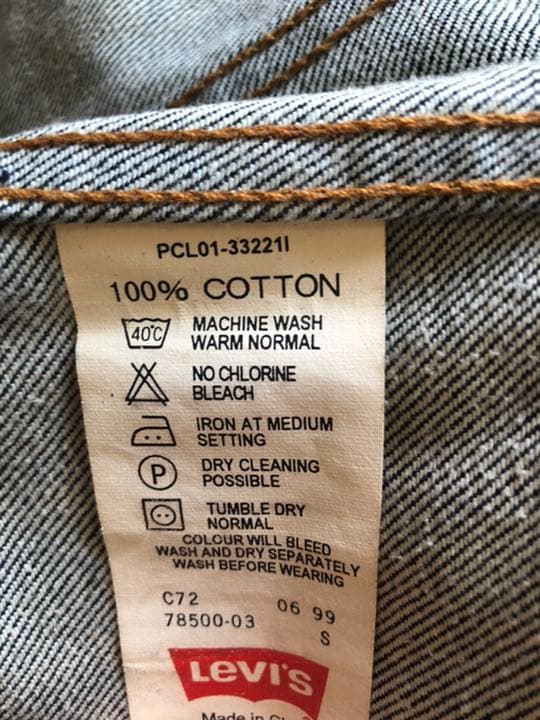 PCL01-33221I
100% COTTON
40°C
MACHINE WASH
WARM NORMAL
NO CHLORINE
BLEACH
IRON AT MEDIUM
SETTING
P
DRY CLEANING
POSSIBLE
TUMBLE DRY
NORMAL
COLOUR WILL BLEED
WASH AND DRY SEPARATELY
WASH BEFORE WEARING
C72 06 99
78500-03 S
LEVI'S
Made in